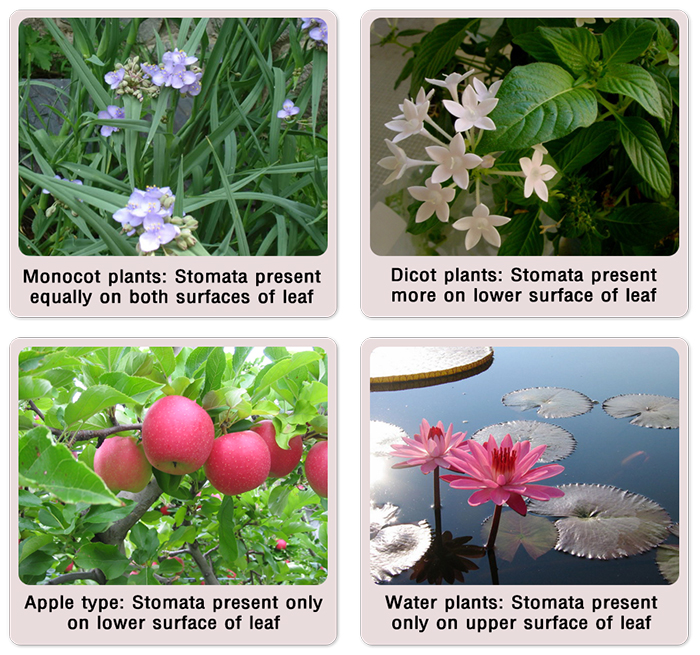 Monocot plants: Stomata present
equally on both surfaces of leaf
Dicot plants: Stomata present
more on lower surface of leaf
Apple type: Stomata present only
on lower surface of leaf
Water plants: Stomata present
only on upper surface of leaf